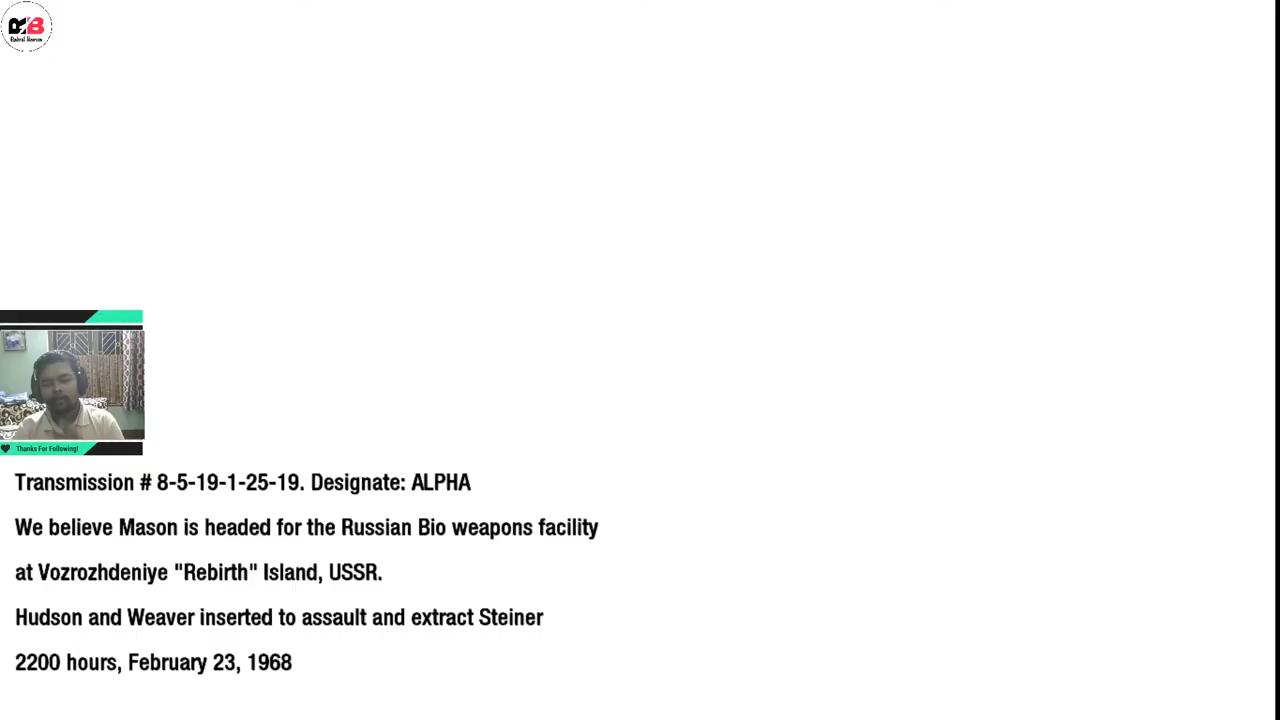 RB
Thanks For Following!
Transmission # 8-5-19-1-25-19. Designate: ALPHA
We believe Mason is headed for the Russian Bio weapons facility
at Vozrozhdeniye "Rebirth" Island, USSR.
Hudson and Weaver inserted to assault and extract Steiner
2200 hours, February 23, 1968